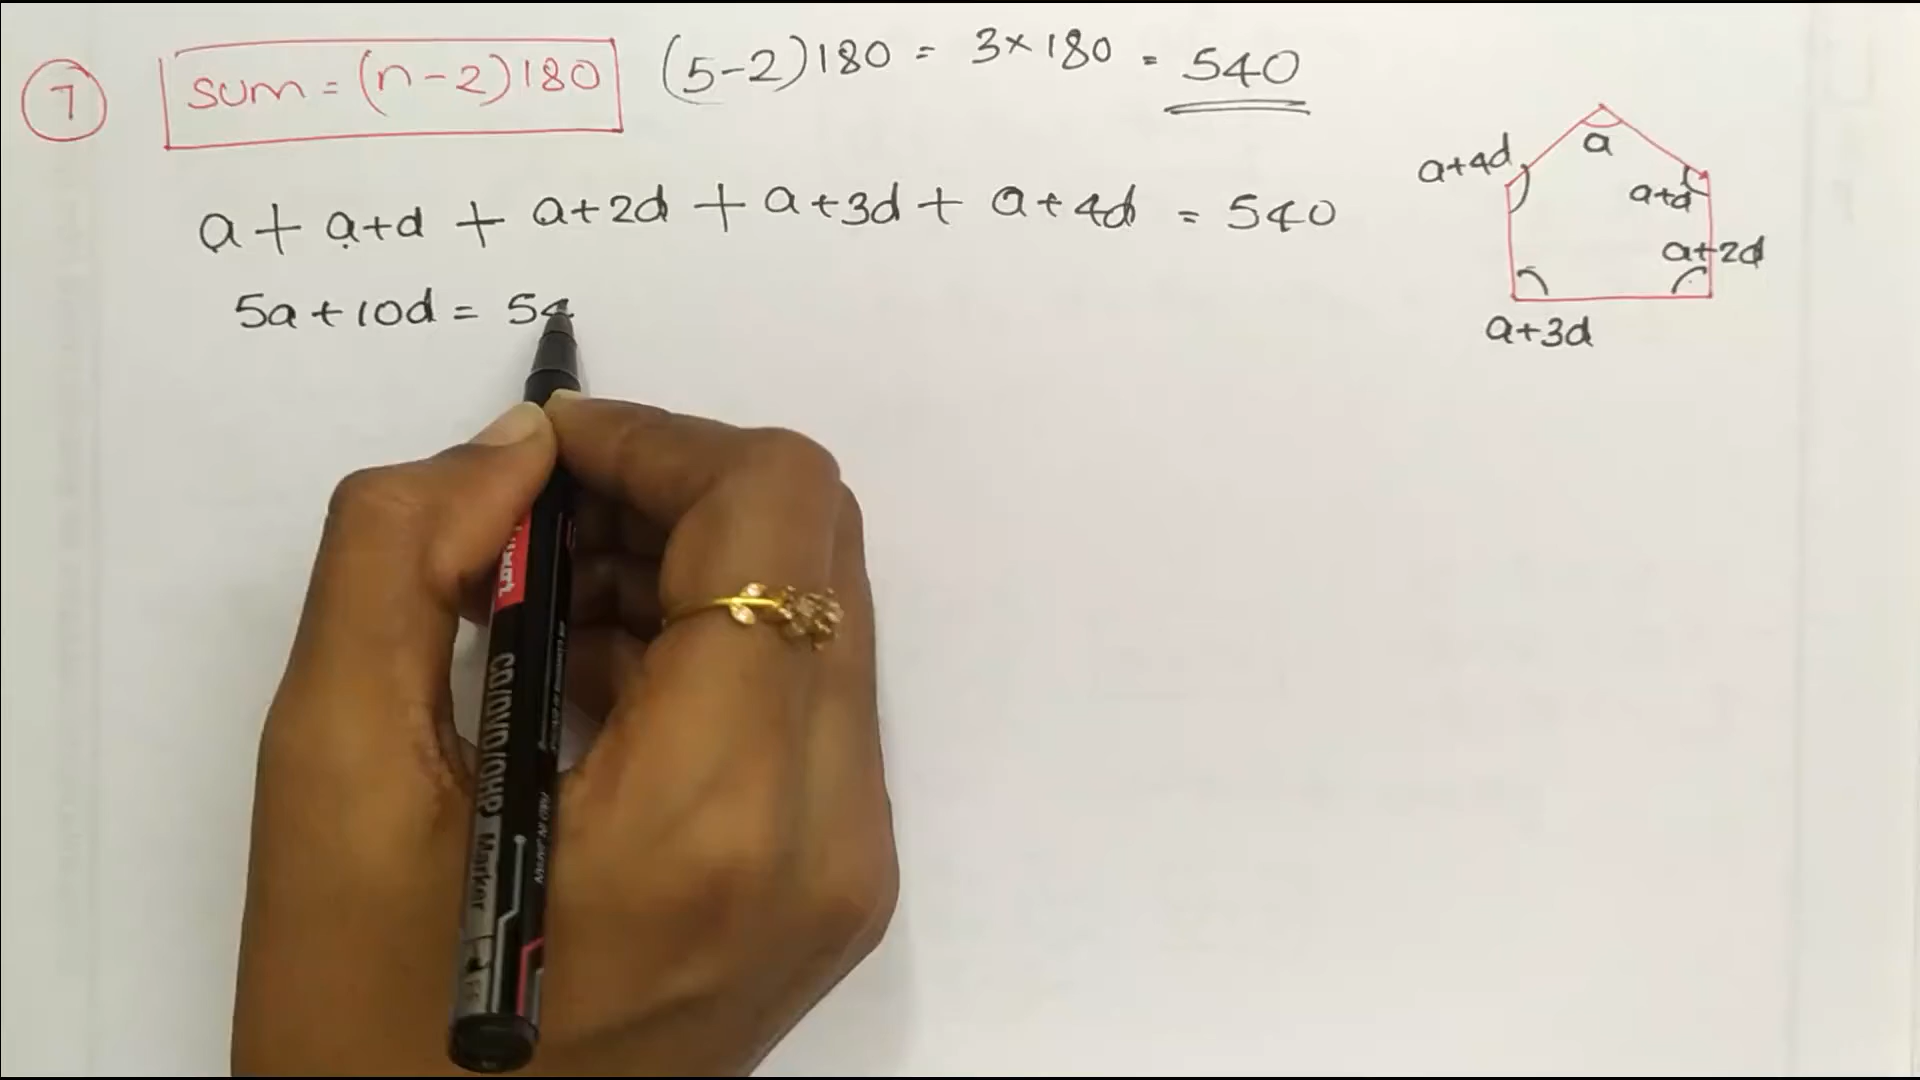 7
sum = (n-2)180
(5-2)180 = 3×180 = 540
a + a+d + a+2d + a+3d + a+4d = 540
5a+10d = 54
a
a+4d
a+d
a+2d
a+3d
CD/DVD/OHP Marker